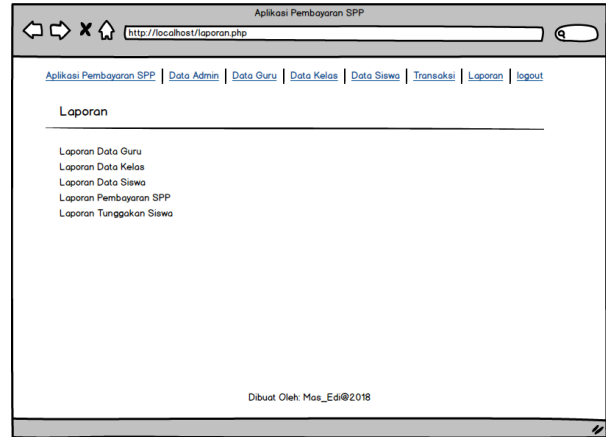 Aplikasi Pembayaran SPP
http://localhost/laporan.php
Aplikasi Pembayaran SPP | Data Admin | Data Guru | Data Kelas | Data Siswa | Transaksi | Laporan | logout
Laporan
Laporan Data Guru
Laporan Data Kelas
Laporan Data Siswa
Laporan Pembayaran SPP
Laporan Tunggakan Siswa
Dibuat Oleh: Mas_Edi@2018